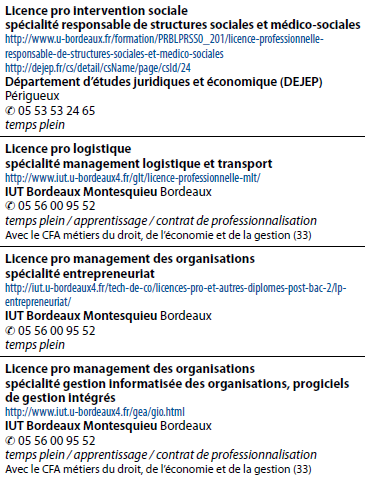 Licence pro intervention sociale
spécialité responsable de structures sociales et médico-sociales
http://www.u-bordeaux.fr/formation/PRBLPRSS0_201/licence-professionnelle-
responsable-de-structures-sociales-et-medico-sociales
http://dejep.fr/cs/detail/csName/page/csId/24
Département d'études juridiques et économique (DEJEP)
Périgueux
✆ 05 53 53 24 65
temps plein
Licence pro logistique
spécialité management logistique et transport
http://www.iut.u-bordeaux4.fr/glt/licence-professionnelle-mlt/
IUT Bordeaux Montesquieu Bordeaux
✆ 05 56 00 95 52
temps plein / apprentissage / contrat de professionnalisation
Avec le CFA métiers du droit, de l'économie et de la gestion (33)
Licence pro management des organisations
spécialité entrepreneuriat
http://iut.u-bordeaux4.fr/tech-de-co/licences-pro-et-autres-diplomes-post-bac-2/lp-
entrepreneuriat/
IUT Bordeaux Montesquieu Bordeaux
✆ 05 56 00 95 52
temps plein
Licence pro management des organisations
spécialité gestion informatisée des organisations, progiciels
de gestion intégrés
http://www.iut.u-bordeaux4.fr/gea/gio.html
IUT Bordeaux Montesquieu Bordeaux
✆ 05 56 00 95 52
temps plein / apprentissage / contrat de professionnalisation
Avec le CFA métiers du droit, de l'économie et de la gestion (33)